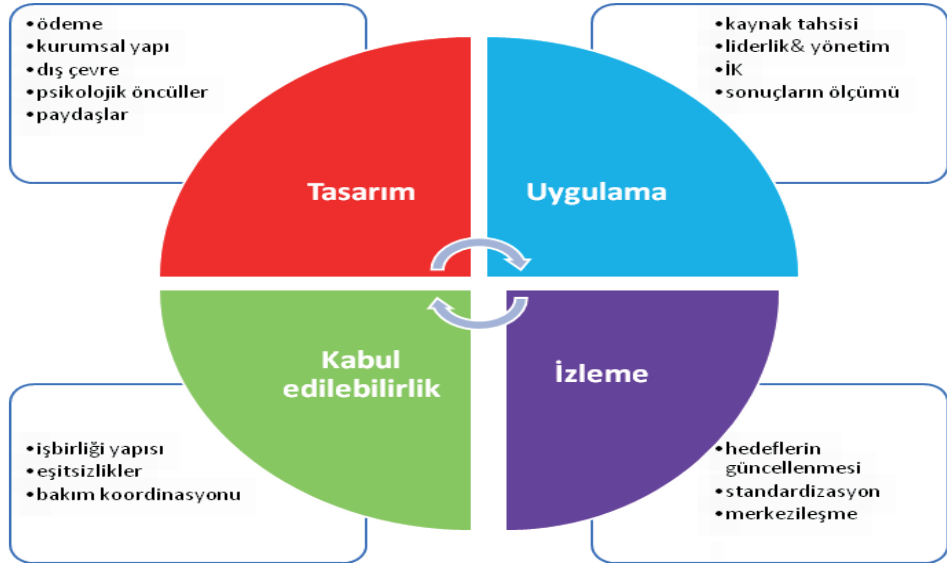 •ödeme
•kurumsal yapı
•dış çevre
•psikolojik öncüller
•paydaşlar
•kaynak tahsisi
•liderlik& yönetim
•İK
•sonuçların ölçümü
Tasarım
Uygulama
Kabul
edilebilirlik
İzleme
•işbirliği yapısı
•eşitsizlikler
•bakım koordinasyonu
•hedeflerin
güncellenmesi
•standardizasyon
•merkezileşme